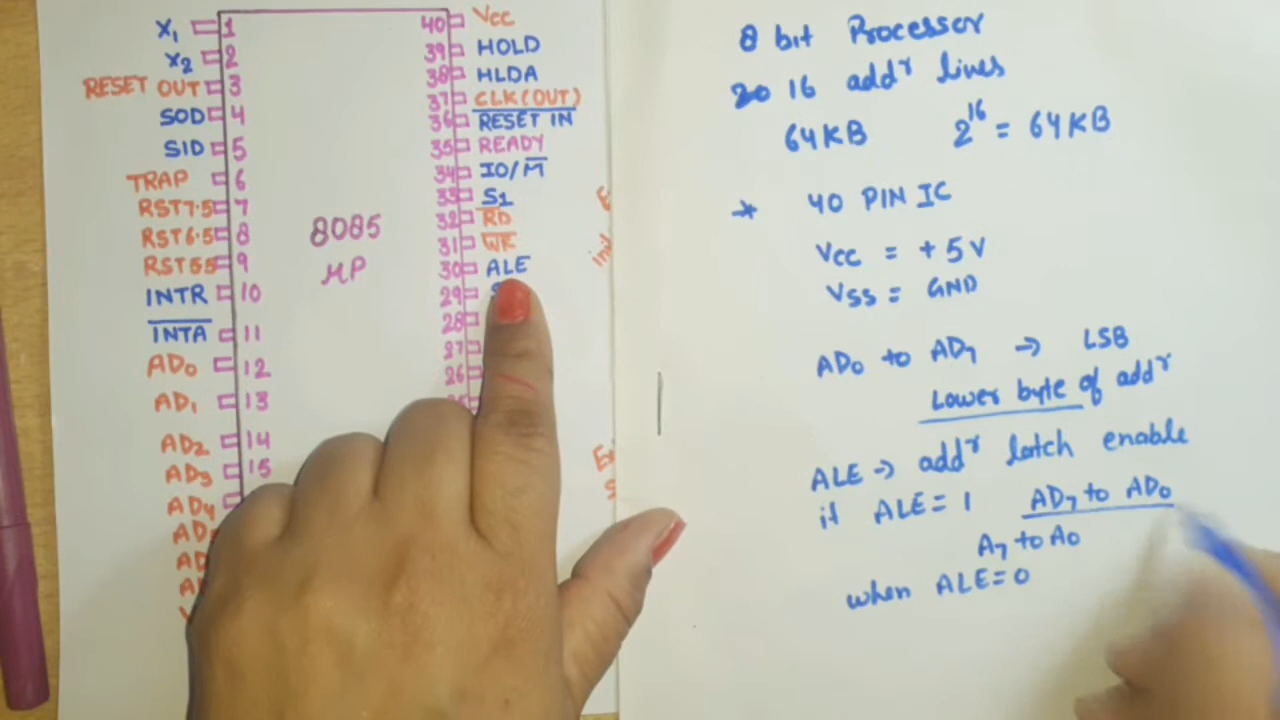 X1 1
X2 2
RESET OUT 3
SOD 4
SID 5
TRAP 6
RST7.5 7
RST6.5 8
RST5.5 9
INTR 10
INTA 11
AD0 12
AD1 13
AD2 14
AD3 15
AD4
8085
μP
40 Vcc
39 HOLD
38 HLDA
37 CLK(OUT)
36 RESET IN
35 READY
34 IO/M
33 S1
32 RD
31 WR
30 ALE
29
28
27
26
8 bit Processor
16 addr lines
64KB 2^16 = 64KB
* 40 PIN IC
Vcc = +5V
Vss = GND
AD0 to AD7 → LSB
Lower byte of addr
ALE → addr latch enable
if ALE = 1 AD7 to AD0
A7 to A0
when ALE = 0